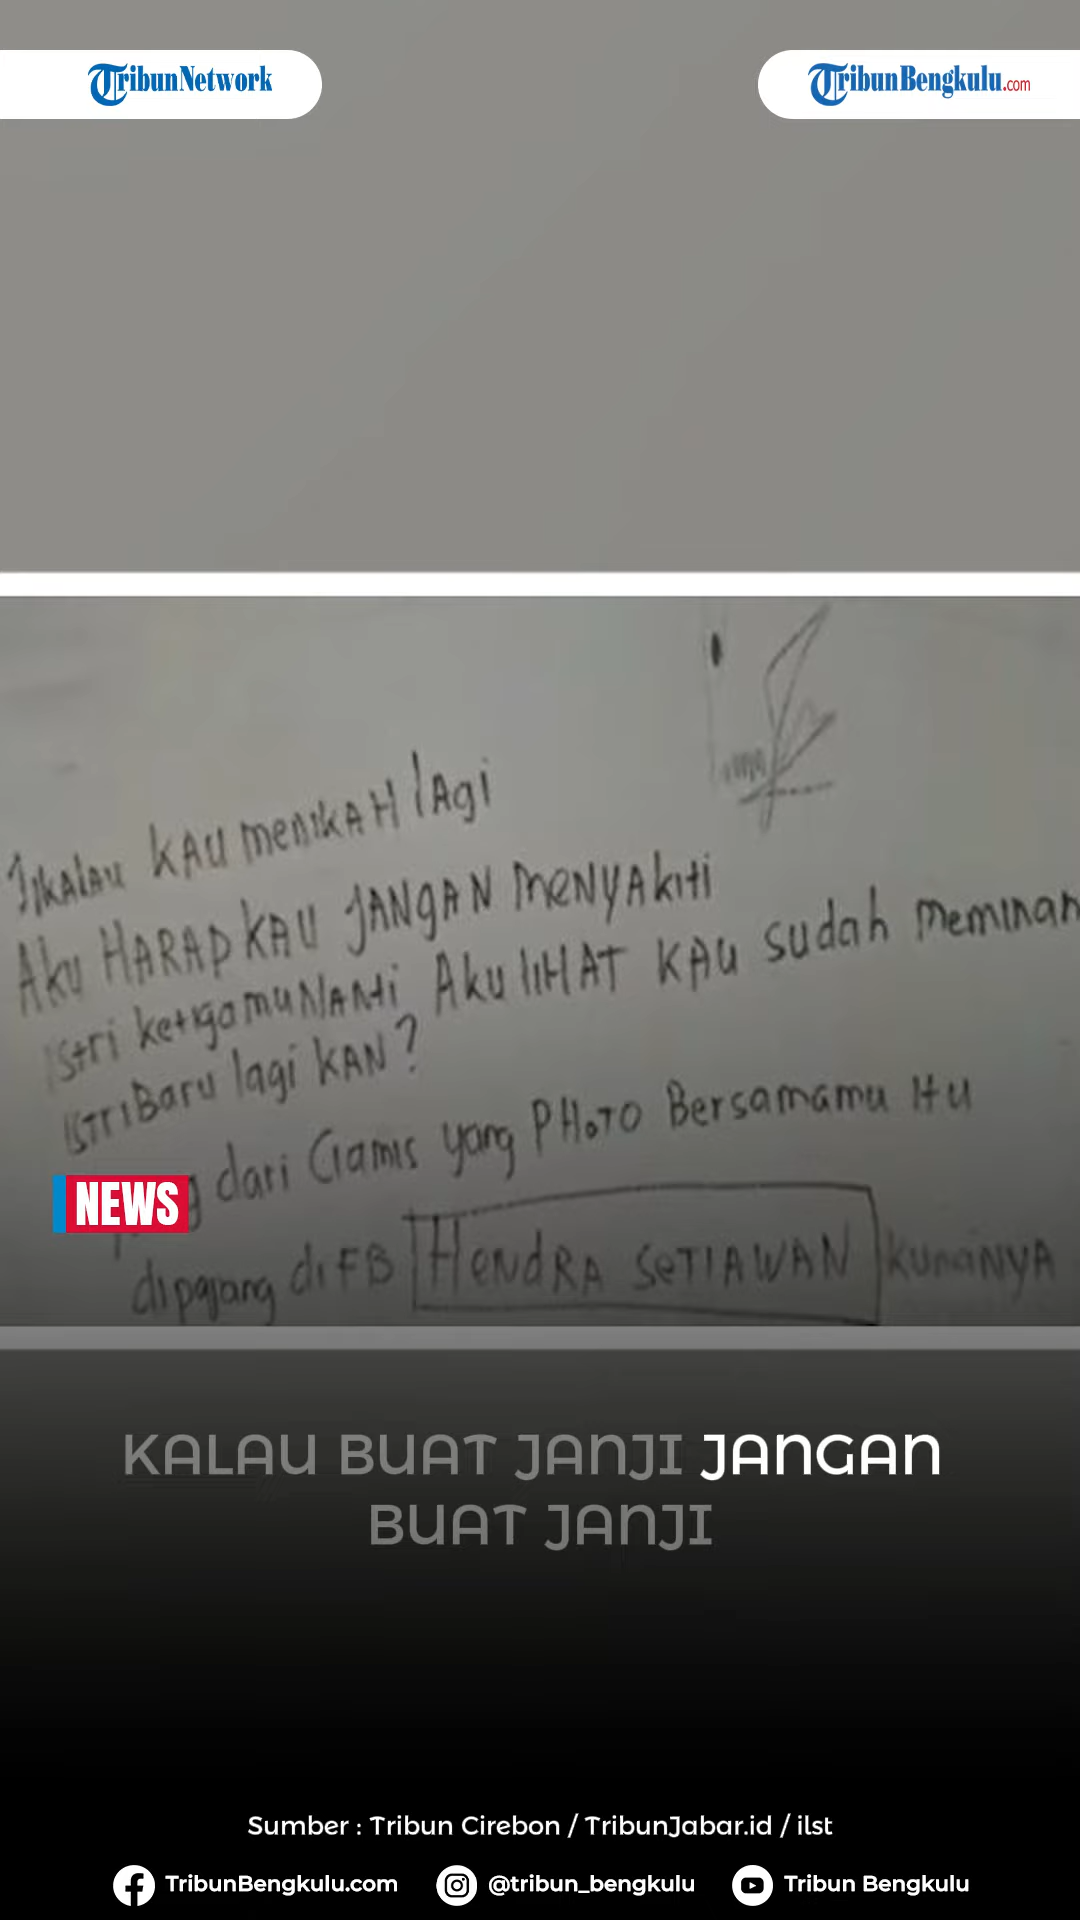 TribunNetwork
TribunBengkulu.com
JIKALAU KAU MENIKAH LAGI
AKU HARAP KAU JANGAN MENYAKITI
ISTRI KETIGAMU NANTI AKU LIHAT KAU SUDAH MEMINAN
ISTRI BARU LAGI KAN?
dari CIAMIS yang PHOTO BERSAMAMU ITU
dipajang di FB HENDRA SETIAWAN
NEWS
KALAU BUAT JANJI JANGAN
BUAT JANJI
Sumber : Tribun Cirebon / TribunJabar.id / ilst
TribunBengkulu.com @tribun_bengkulu Tribun Bengkulu